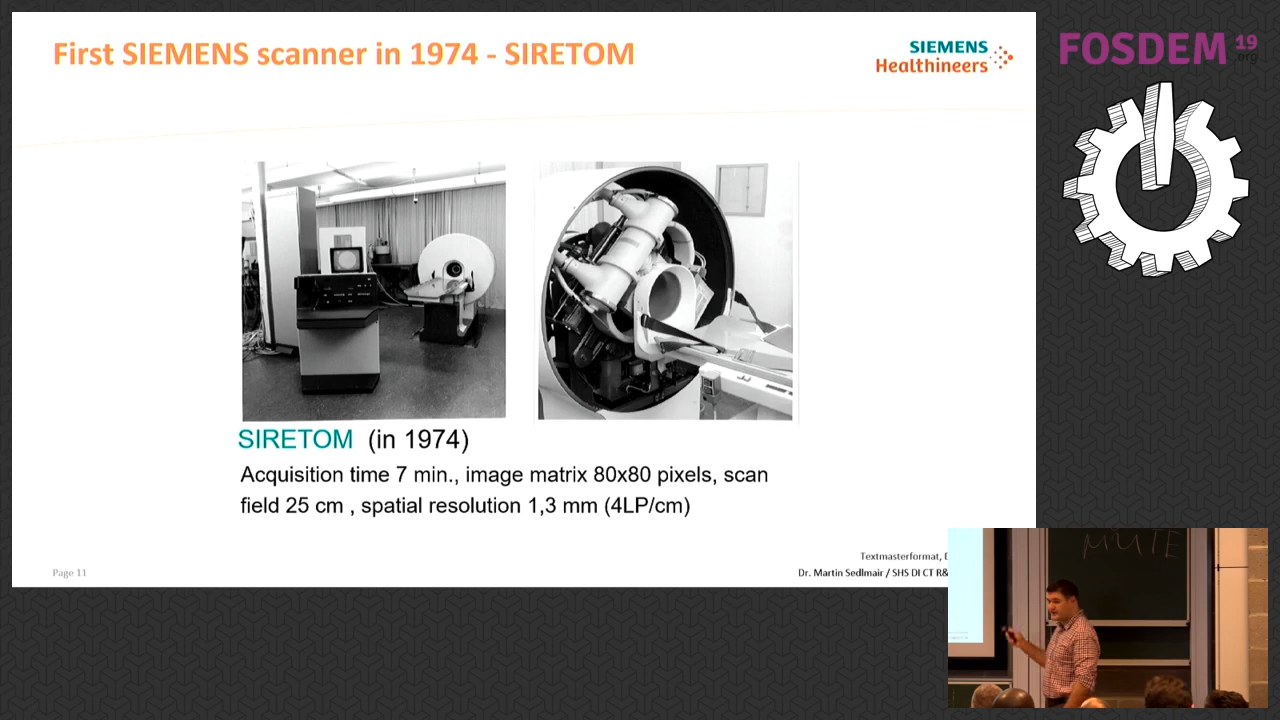 First SIEMENS scanner in 1974 - SIRETOM
SIEMENS
Healthineers
FOSDEM 19
.org
SIRETOM (in 1974)
Acquisition time 7 min., image matrix 80x80 pixels, scan
field 25 cm , spatial resolution 1,3 mm (4LP/cm)
Textmasterformat,
Page 11
Dr. Martin Sedlmair / SHS DI CT R&
MUTE